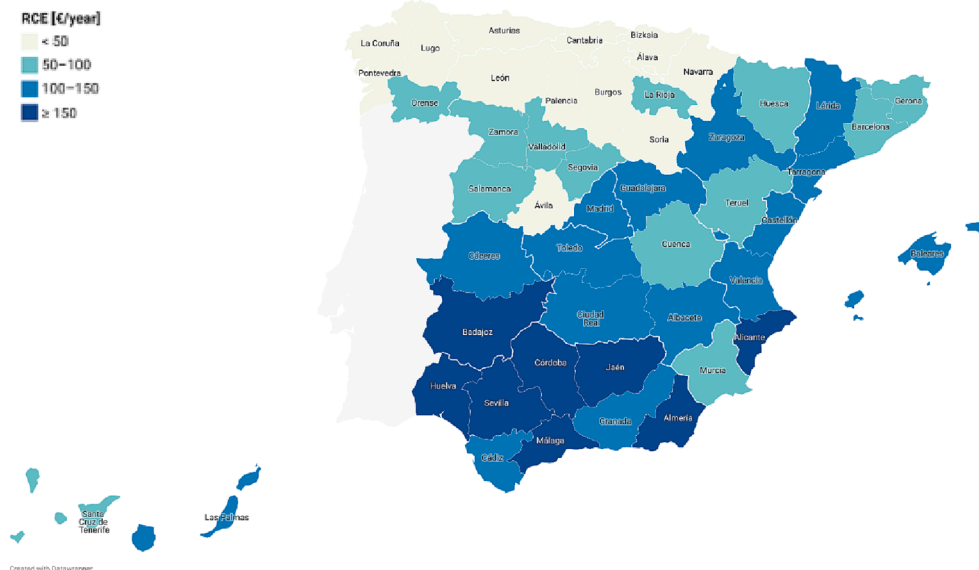 RCE [€/year]
< 50
50–100
100–150
≥ 150
La Coruña
Lugo
Asturias
Cantabria
Bizkaia
Álava
Navarra
Pontevedra
León
Palencia
Burgos
La Rioja
Orense
Zamora
Valladolid
Soria
Huesca
Lérida
Gerona
Barcelona
Zaragoza
Segovia
Salamanca
Ávila
Madrid
Guadalajara
Tarragona
Teruel
Castellón
Cuenca
Toledo
Cáceres
Valencia
Baleares
Ciudad
Real
Albacete
Badajoz
Alicante
Córdoba
Jaén
Murcia
Huelva
Sevilla
Granada
Almería
Málaga
Cádiz
Santa
Cruz de
Tenerife
Las Palmas
Created with Datawrapper